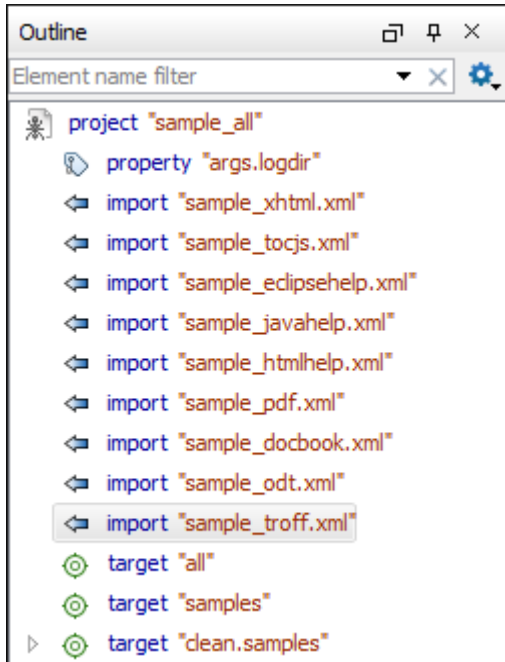 Outline
Element name filter
project "sample_all"
property "args.logdir"
import "sample_xhtml.xml"
import "sample_tocjs.xml"
import "sample_eclipsehelp.xml"
import "sample_javahelp.xml"
import "sample_htmlhelp.xml"
import "sample_pdf.xml"
import "sample_docbook.xml"
import "sample_odt.xml"
import "sample_troff.xml"
target "all"
target "samples"
target "clean.samples"